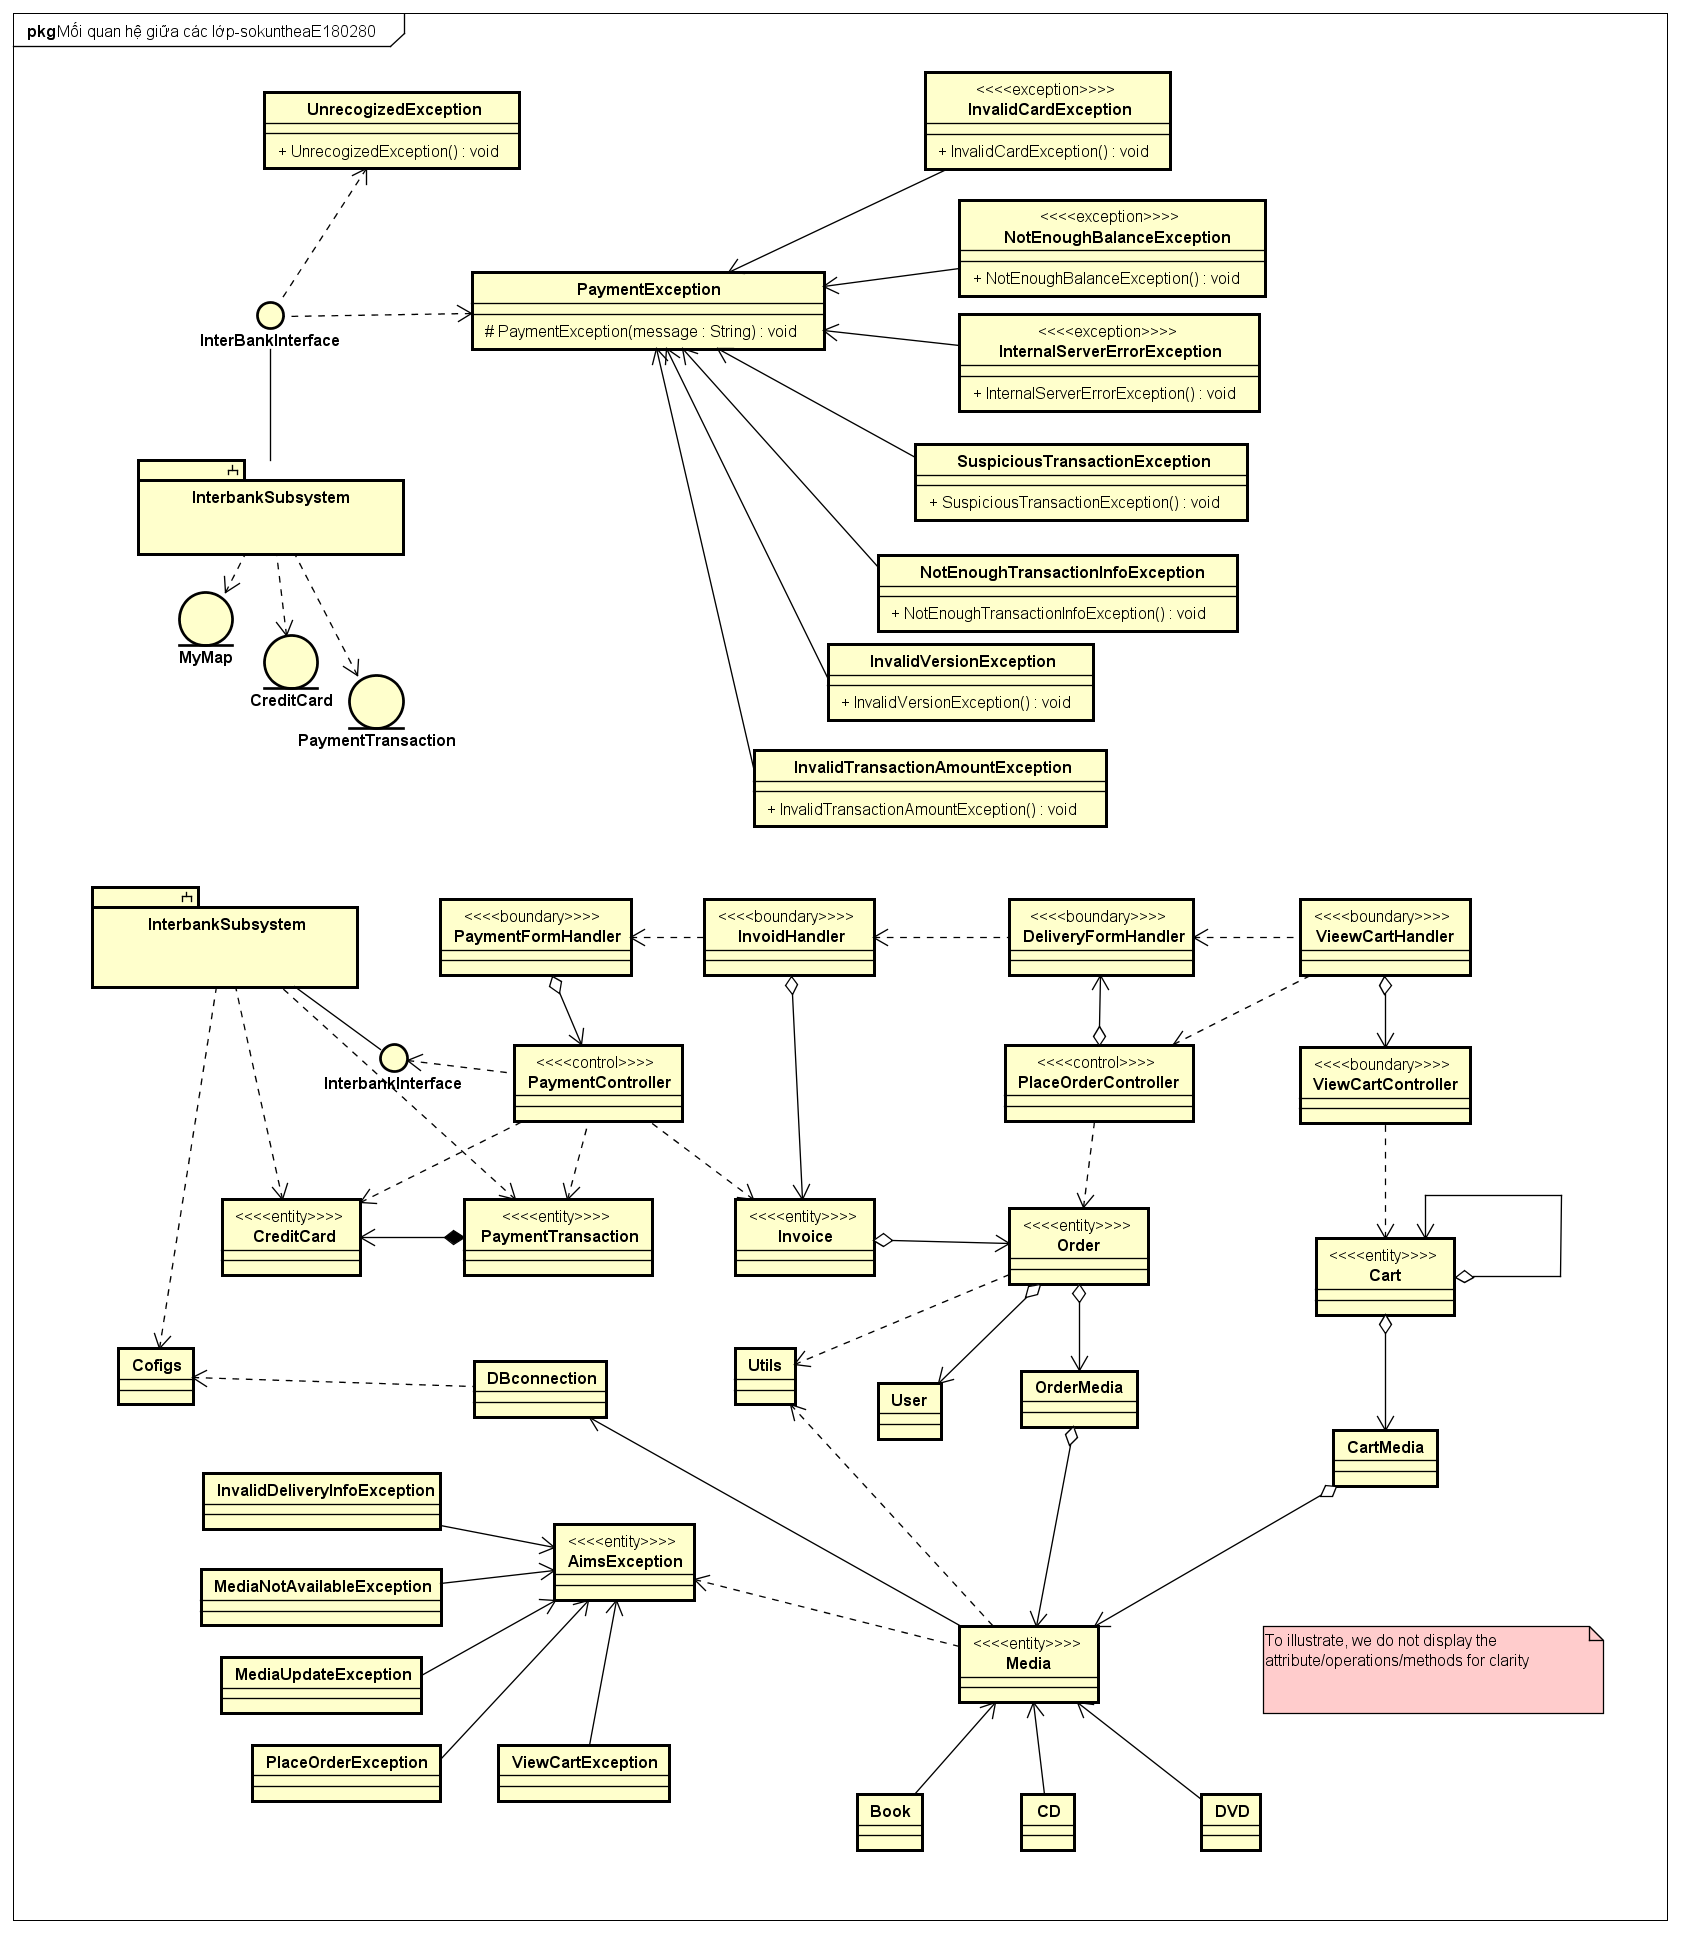 pkgMối quan hệ giữa các lớp-sokuntheaE180280
UnrecogizedException
+ UnrecogizedException() : void
<<<<exception>>>>
InvalidCardException
+ InvalidCardException() : void
<<<<exception>>>>
NotEnoughBalanceException
+ NotEnoughBalanceException() : void
PaymentException
# PaymentException(message : String) : void
InterBankInterface
<<<<exception>>>>
InternalServerErrorException
+ InternalServerErrorException() : void
SuspiciousTransactionException
+ SuspiciousTransactionException() : void
InterbankSubsystem
NotEnoughTransactionInfoException
+ NotEnoughTransactionInfoException() : void
MyMap
CreditCard
PaymentTransaction
InvalidVersionException
+ InvalidVersionException() : void
InvalidTransactionAmountException
+ InvalidTransactionAmountException() : void
InterbankSubsystem
<<<<boundary>>>>
PaymentFormHandler
<<<<boundary>>>>
InvoidHandler
<<<<boundary>>>>
DeliveryFormHandler
<<<<boundary>>>>
VieewCartHandler
InterbankInterface
<<<<control>>>>
PaymentController
<<<<control>>>>
PlaceOrderController
<<<<boundary>>>>
ViewCartController
<<<<entity>>>>
CreditCard
<<<<entity>>>>
PaymentTransaction
<<<<entity>>>>
Invoice
<<<<entity>>>>
Order
<<<<entity>>>>
Cart
Cofigs
DBconnection
Utils
User
OrderMedia
CartMedia
InvalidDeliveryInfoException
<<<<entity>>>>
AimsException
MediaNotAvailableException
MediaUpdateException
PlaceOrderException
ViewCartException
<<<<entity>>>>
Media
To illustrate, we do not display the
attribute/operations/methods for clarity
Book
CD
DVD